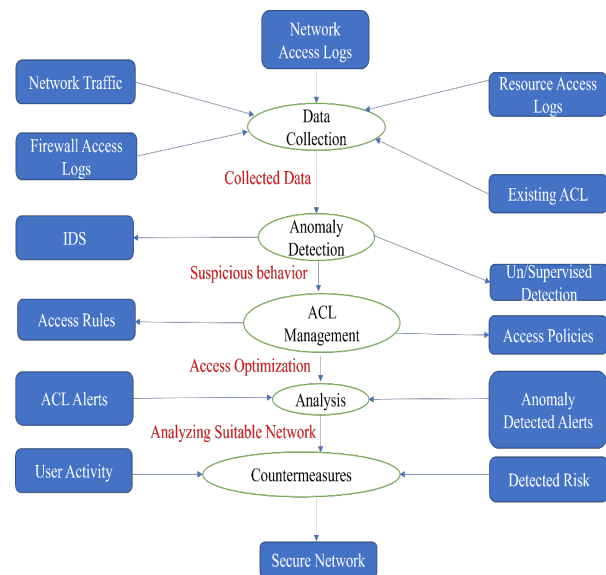 Network
Access Logs
Network Traffic
Resource Access
Logs
Data
Collection
Firewall Access
Logs
Collected Data
Existing ACL
Anomaly
Detection
IDS
Suspicious behavior
Un/Supervised
Detection
ACL
Management
Access Rules
Access Policies
Access Optimization
ACL Alerts
Analysis
Anomaly
Detected Alerts
Analyzing Suitable Network
User Activity
Countermeasures
Detected Risk
Secure Network